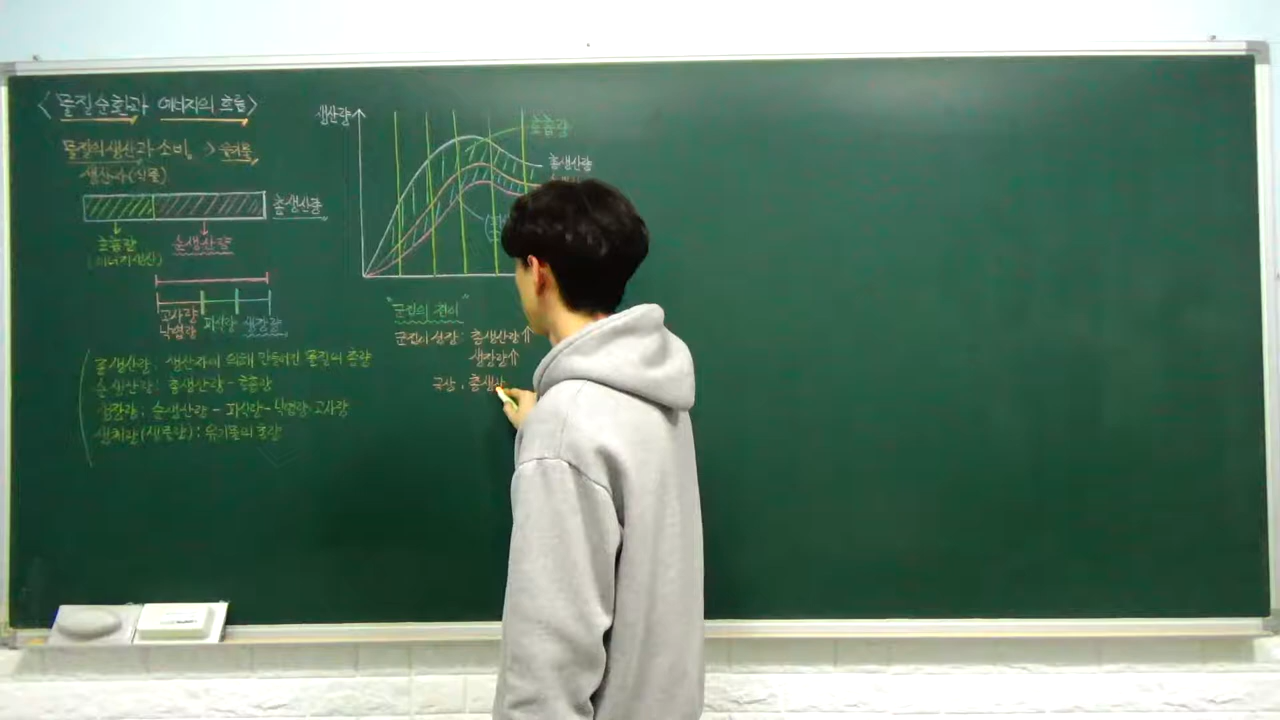 <물질순환과 에너지의 흐름>
물질의 생산과 소비 > 유기물
생산자(식물)
총생산량
호흡량 순생산량
(에너지생산)
고사량
낙엽량 피식량 생장량
총생산량: 생산자에 의해 만들어진 물질의 총량
순생산량: 총생산량-호흡량
생장량: 순생산량-피식량-낙엽량·고사량
생체량(생물량): 유기물의 총량
생산량
호흡량
총생산량
"군집의 천이"
군집이 성장: 총생산량⇑
생장량⇑
극상: 총생산